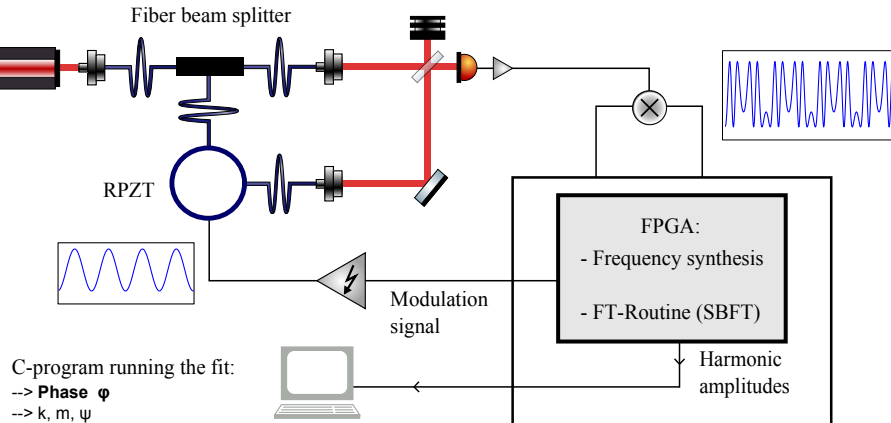 Fiber beam splitter
RPZT
FPGA:
- Frequency synthesis
- FT-Routine (SBFT)
Modulation
signal
Harmonic
amplitudes
C-program running the fit:
--> Phase φ
--> k, m, ψ